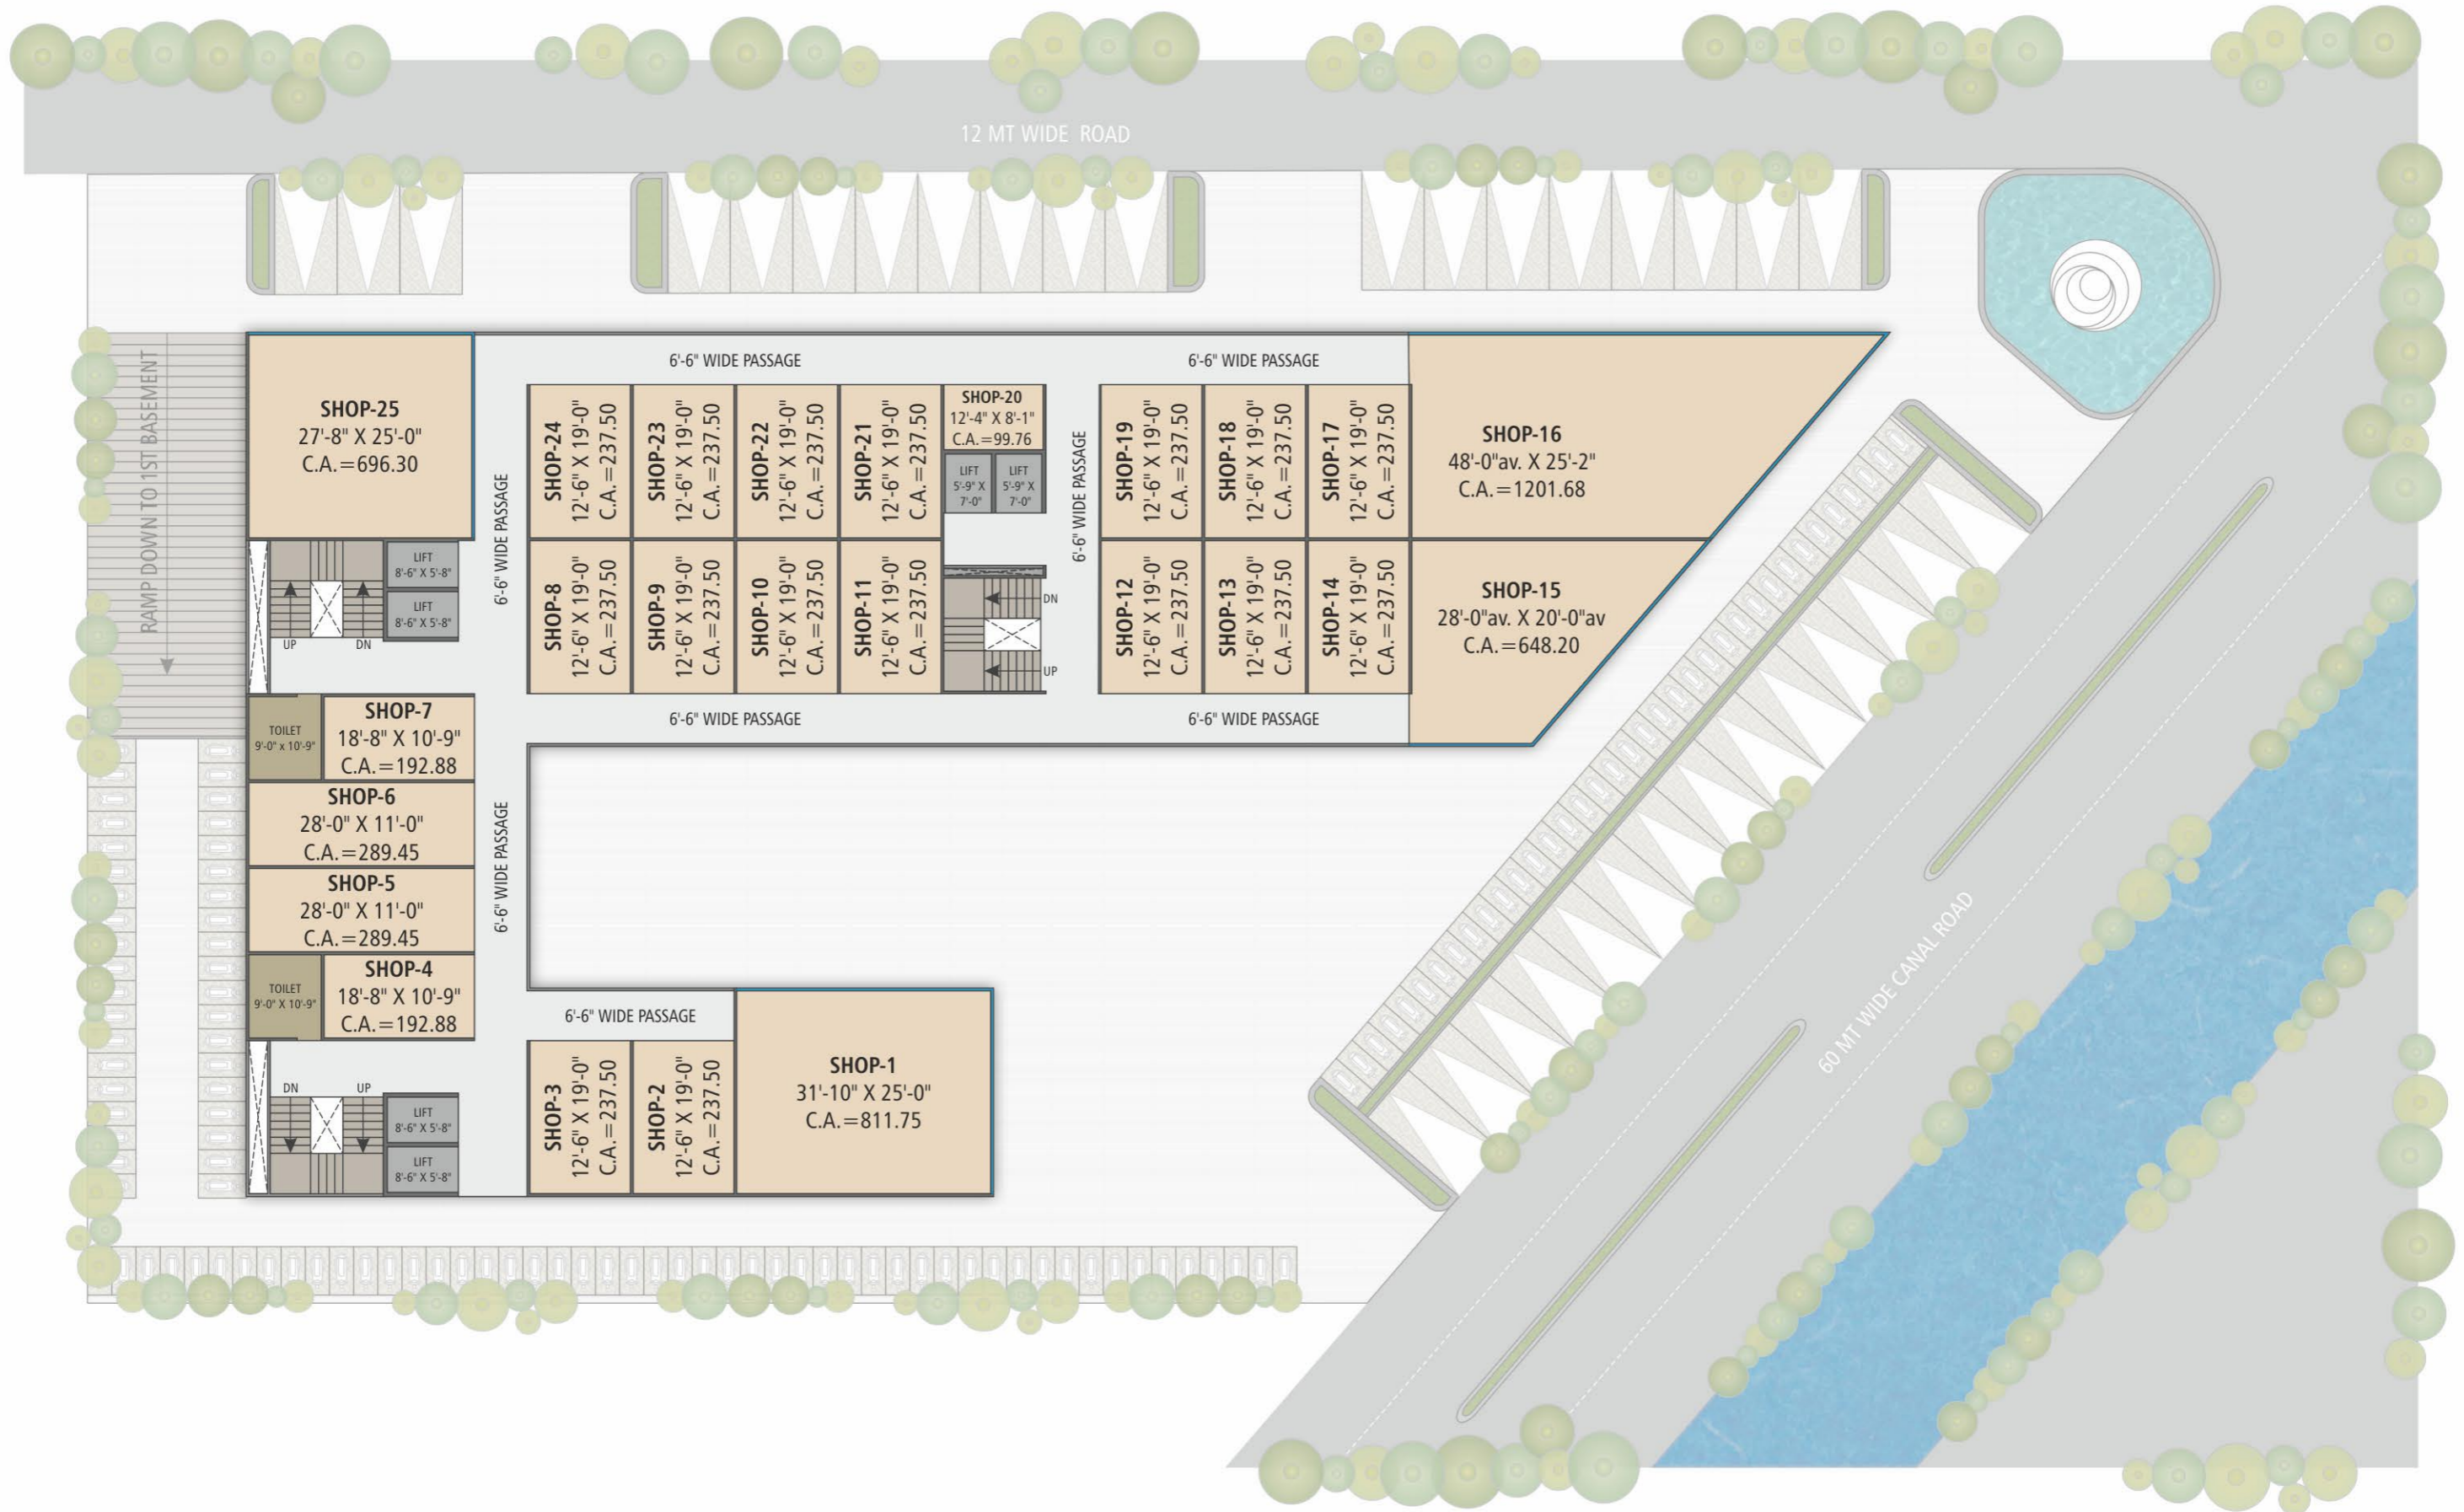 12 MT WIDE ROAD
RAMP DOWN TO 1ST BASEMENT
SHOP-25
27'-8" X 25'-0"
C.A.=696.30
6'-6" WIDE PASSAGE
6'-6" WIDE PASSAGE
6'-6" WIDE PASSAGE
SHOP-24
12'-6" X 19'-0"
C.A.=237.50
SHOP-23
12'-6" X 19'-0"
C.A.=237.50
SHOP-22
12'-6" X 19'-0"
C.A.=237.50
SHOP-21
12'-6" X 19'-0"
C.A.=237.50
SHOP-20
12'-4" X 8'-1"
C.A.=99.76
LIFT
5'-9" X
7'-0"
LIFT
5'-9" X
7'-0"
6'-6" WIDE PASSAGE
SHOP-19
12'-6" X 19'-0"
C.A.=237.50
SHOP-18
12'-6" X 19'-0"
C.A.=237.50
SHOP-17
12'-6" X 19'-0"
C.A.=237.50
SHOP-16
48'-0"av. X 25'-2"
C.A.=1201.68
LIFT
8'-6" X 5'-8"
LIFT
8'-6" X 5'-8"
UP
DN
SHOP-8
12'-6" X 19'-0"
C.A.=237.50
SHOP-9
12'-6" X 19'-0"
C.A.=237.50
SHOP-10
12'-6" X 19'-0"
C.A.=237.50
SHOP-11
12'-6" X 19'-0"
C.A.=237.50
DN
UP
SHOP-12
12'-6" X 19'-0"
C.A.=237.50
SHOP-13
12'-6" X 19'-0"
C.A.=237.50
SHOP-14
12'-6" X 19'-0"
C.A.=237.50
SHOP-15
28'-0"av. X 20'-0"av
C.A.=648.20
6'-6" WIDE PASSAGE
6'-6" WIDE PASSAGE
TOILET
9'-0" x 10'-9"
SHOP-7
18'-8" X 10'-9"
C.A.=192.88
SHOP-6
28'-0" X 11'-0"
C.A.=289.45
6'-6" WIDE PASSAGE
SHOP-5
28'-0" X 11'-0"
C.A.=289.45
TOILET
9'-0" X 10'-9"
SHOP-4
18'-8" X 10'-9"
C.A.=192.88
6'-6" WIDE PASSAGE
DN
UP
LIFT
8'-6" X 5'-8"
LIFT
8'-6" X 5'-8"
SHOP-3
12'-6" X 19'-0"
C.A.=237.50
SHOP-2
12'-6" X 19'-0"
C.A.=237.50
SHOP-1
31'-10" X 25'-0"
C.A.=811.75
60 MT WIDE CANAL ROAD